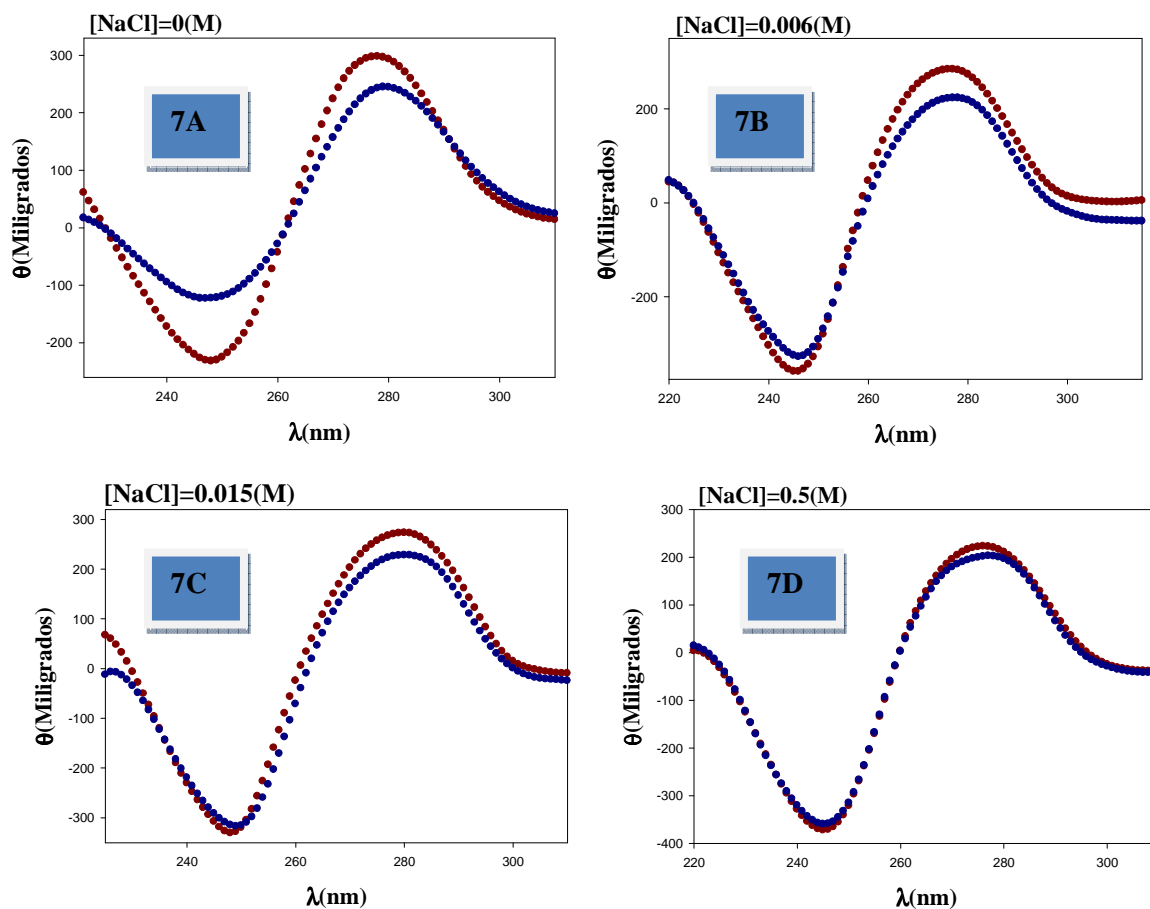 [NaCl]=0(M)
7A
θ(Miligrados)
300
200
100
0
-100
-200
240
260
280
300
λ(nm)
[NaCl]=0.006(M)
7B
θ(Miligrados)
200
0
-200
220
240
260
280
300
λ(nm)
[NaCl]=0.015(M)
7C
θ(Miligrados)
300
200
100
0
-100
-200
-300
240
260
280
300
λ(nm)
[NaCl]=0.5(M)
7D
θ(Miligrados)
300
200
100
0
-100
-200
-300
-400
220
240
260
280
300
λ(nm)